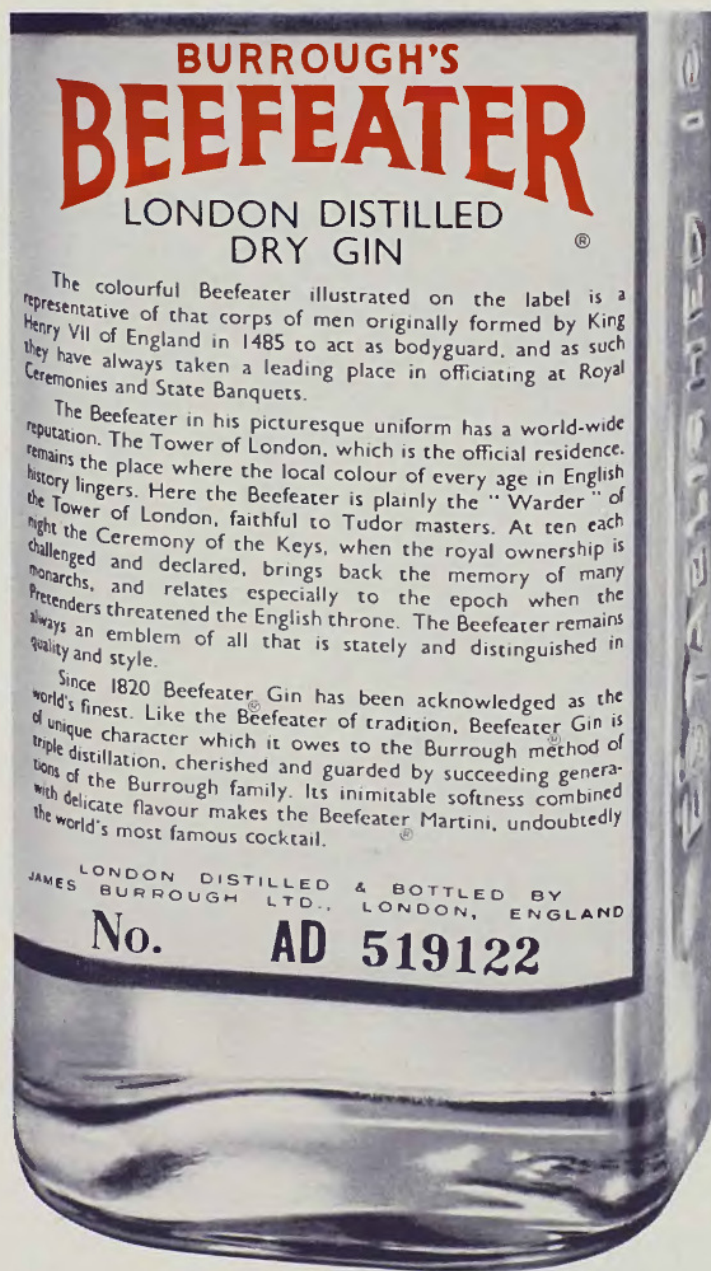 BURROUGH'S
BEEFEATER
LONDON DISTILLED
DRY GIN ®
The colourful Beefeater illustrated on the label is a
representative of that corps of men originally formed by King
Henry VII of England in 1485 to act as bodyguard, and as such
they have always taken a leading place in officiating at Royal
Ceremonies and State Banquets.
The Beefeater in his picturesque uniform has a world-wide
reputation. The Tower of London, which is the official residence,
remains the place where the local colour of every age in English
history lingers. Here the Beefeater is plainly the " Warder " of
the Tower of London, faithful to Tudor masters. At ten each
night the Ceremony of the Keys, when the royal ownership is
challenged and declared, brings back the memory of many
monarchs, and relates especially to the epoch when the
Pretenders threatened the English throne. The Beefeater remains
always an emblem of all that is stately and distinguished in
quality and style.
Since 1820 Beefeater Gin has been acknowledged as the
world's finest. Like the Beefeater® of tradition, Beefeater Gin is
of unique character which it owes to the Burrough method® of
triple distillation, cherished and guarded by succeeding genera-
tions of the Burrough family. Its inimitable softness combined
with delicate flavour makes the Beefeater Martini, undoubtedly
the world's most famous cocktail. ®
LONDON DISTILLED & BOTTLED BY
JAMES BURROUGH LTD., LONDON, ENGLAND
No. AD 519122